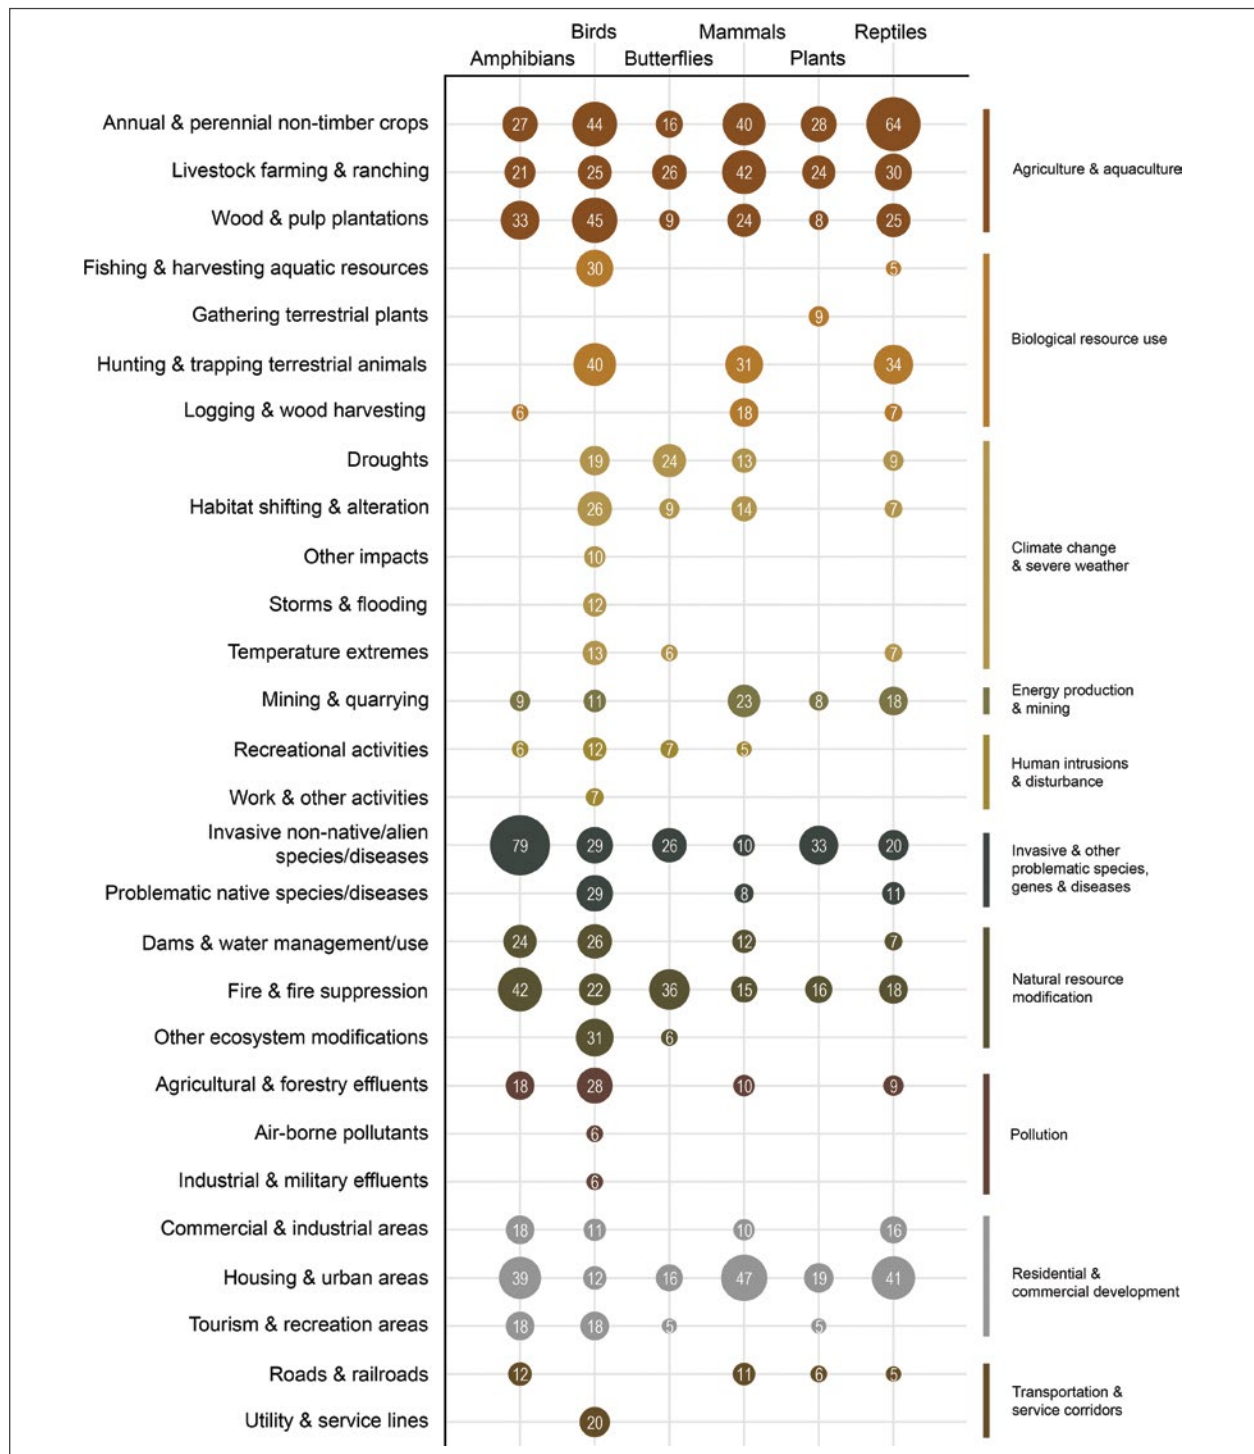 Birds Mammals Reptiles
Amphibians Butterflies Plants
Annual & perennial non-timber crops 27 44 16 40 28 64
Livestock farming & ranching 21 25 26 42 24 30 Agriculture & aquaculture
Wood & pulp plantations 33 45 9 24 8 25
Fishing & harvesting aquatic resources 30 5
Gathering terrestrial plants 9
Biological resource use
Hunting & trapping terrestrial animals 40 31 34
Logging & wood harvesting 6 18 7
Droughts 19 24 13 9
Habitat shifting & alteration 26 9 14 7
Climate change
Other impacts 10
& severe weather
Storms & flooding 12
Temperature extremes 13 6 7
Energy production
Mining & quarrying 9 11 23 8 18
& mining
Recreational activities 6 12 7 5
Human intrusions
& disturbance
Work & other activities 7
Invasive non-native/alien
species/diseases 79 29 26 10 33 20
Invasive & other
problematic species,
genes & diseases
Problematic native species/diseases 29 8 11
Dams & water management/use 24 26 12 7
Natural resource
modification
Fire & fire suppression 42 22 36 15 16 18
Other ecosystem modifications 31 6
Agricultural & forestry effluents 18 28 10 9
Air-borne pollutants 6 Pollution
Industrial & military effluents 6
Commercial & industrial areas 18 11 10 16
Housing & urban areas 39 12 16 47 19 41
Residential &
commercial development
Tourism & recreation areas 18 18 5 5
Roads & railroads 12 11 6 5
Transportation &
service corridors
Utility & service lines 20